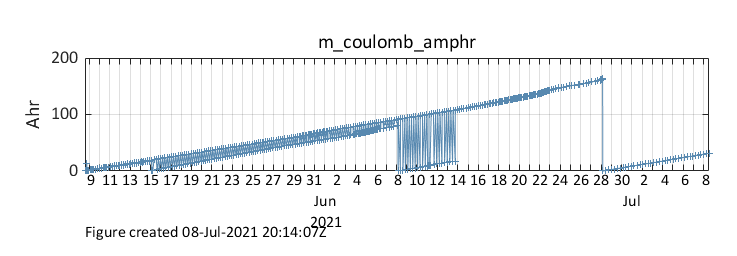 m_coulomb_amphr
200
Ahr
100
0
9 11 13 15 17 19 21 23 25 27 29 31 2 4 6 8 10 12 14 16 18 20 22 24 26 28 30 2 4 6 8
Jun Jul
2021
Figure created 08-Jul-2021 20:14:07Z